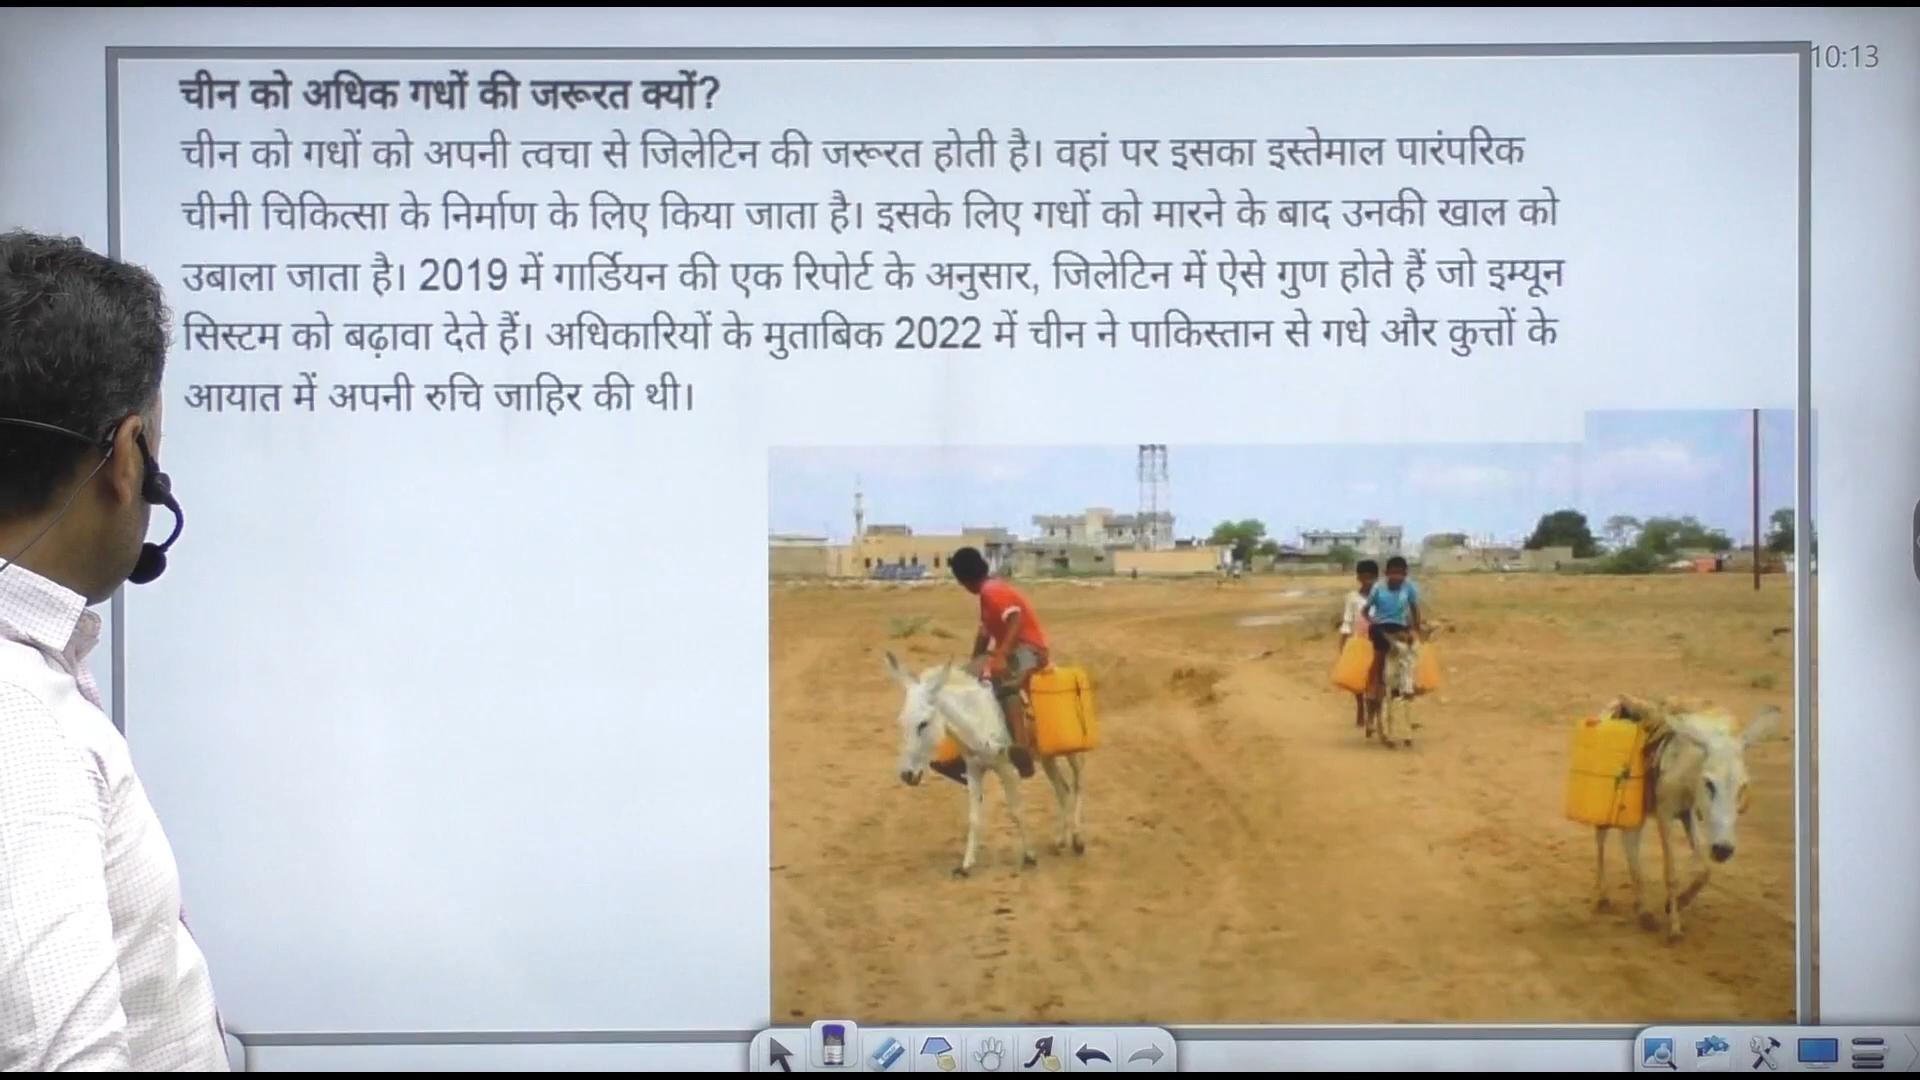 10:13
चीन को अधिक गधों की जरूरत क्यों?
चीन को गधों को अपनी त्वचा से जिलेटिन की जरूरत होती है। वहां पर इसका इस्तेमाल पारंपरिक
चीनी चिकित्सा के निर्माण के लिए किया जाता है। इसके लिए गधों को मारने के बाद उनकी खाल को
उबाला जाता है। 2019 में गार्डियन की एक रिपोर्ट के अनुसार, जिलेटिन में ऐसे गुण होते हैं जो इम्यून
सिस्टम को बढ़ावा देते हैं। अधिकारियों के मुताबिक 2022 में चीन ने पाकिस्तान से गधे और कुत्तों के
आयात में अपनी रुचि जाहिर की थी।